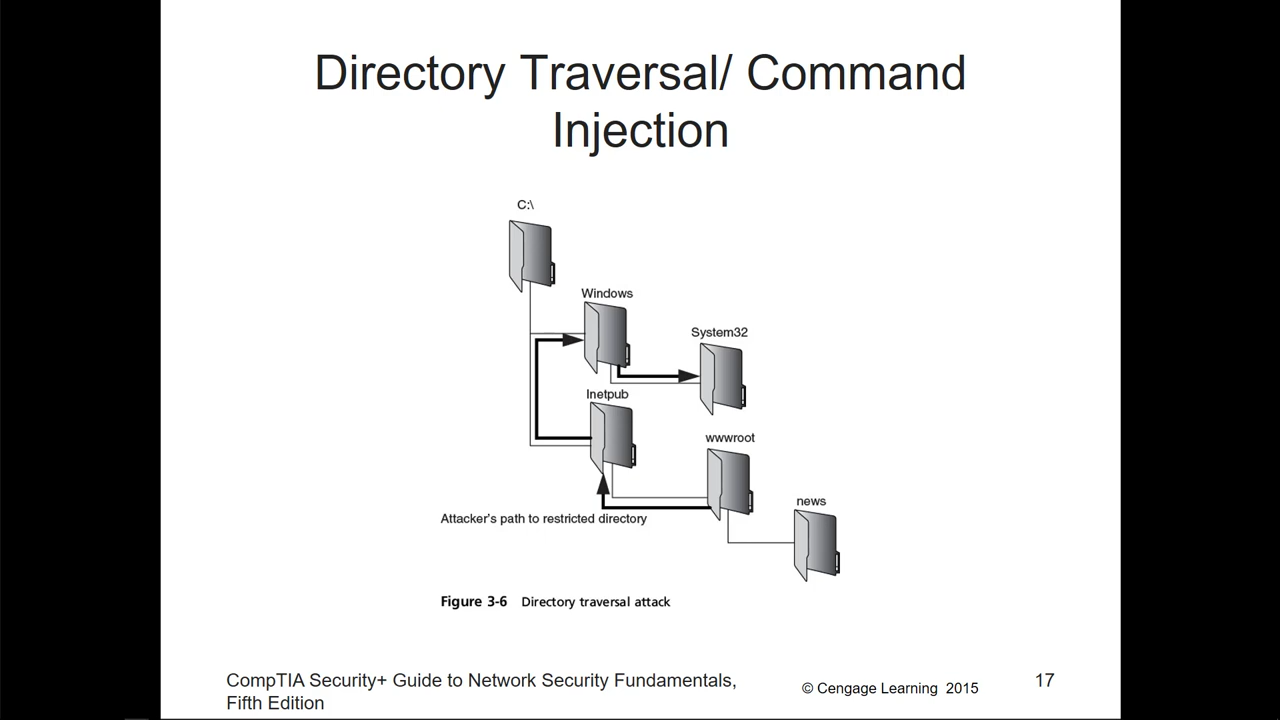 Directory Traversal/ Command
Injection
C:\
Windows
System32
Inetpub
wwwroot
news
Attacker's path to restricted directory
Figure 3-6 Directory traversal attack
CompTIA Security+ Guide to Network Security Fundamentals,
Fifth Edition
© Cengage Learning 2015
17